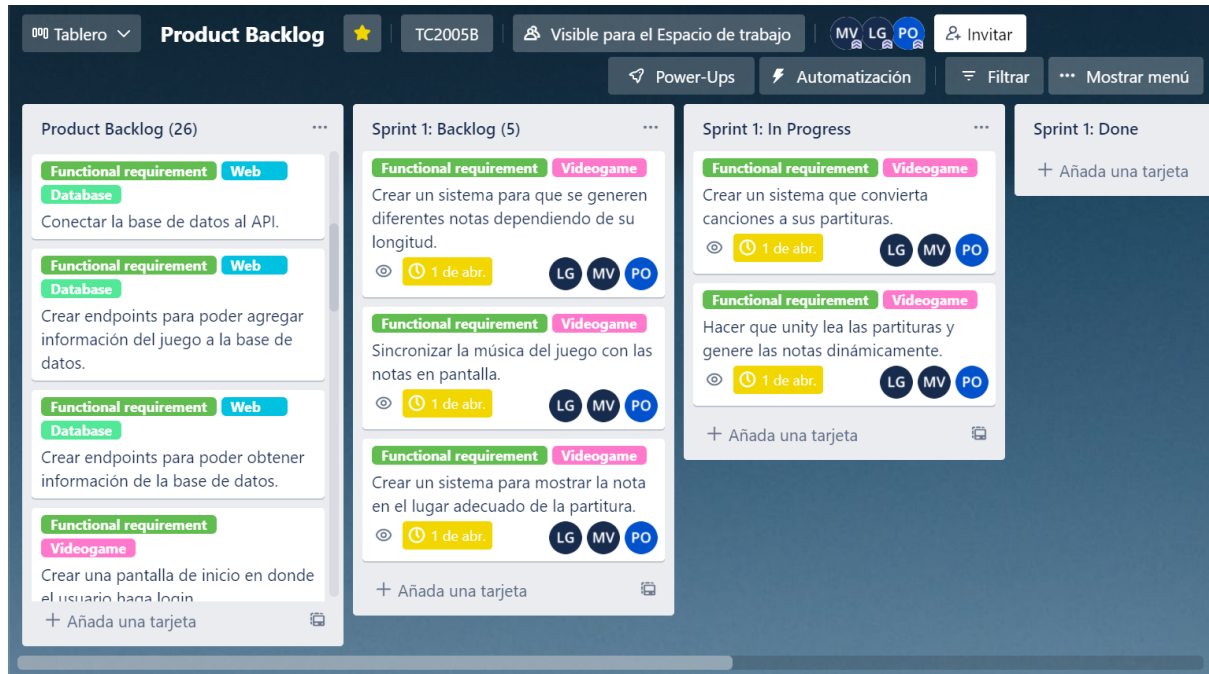 Tablero
Product Backlog
TC2005B
Visible para el Espacio de trabajo
MV LG PO
Invitar
Power-Ups
Automatización
Filtrar
Mostrar menú
Product Backlog (26)
Functional requirement Web
Database
Conectar la base de datos al API.
Functional requirement Web
Database
Crear endpoints para poder agregar
información del juego a la base de
datos.
Functional requirement Web
Database
Crear endpoints para poder obtener
información de la base de datos.
Functional requirement
Videogame
Crear una pantalla de inicio en donde
el usuario haga login
Añada una tarjeta
Sprint 1: Backlog (5)
Functional requirement Videogame
Crear un sistema para que se generen
diferentes notas dependiendo de su
longitud.
1 de abr.
LG MV PO
Functional requirement Videogame
Sincronizar la música del juego con las
notas en pantalla.
1 de abr.
LG MV PO
Functional requirement Videogame
Crear un sistema para mostrar la nota
en el lugar adecuado de la partitura.
1 de abr.
LG MV PO
Añada una tarjeta
Sprint 1: In Progress
Functional requirement Videogame
Crear un sistema que convierta
canciones a sus partituras.
1 de abr.
LG MV PO
Functional requirement Videogame
Hacer que unity lea las partituras y
genere las notas dinámicamente.
1 de abr.
LG MV PO
Añada una tarjeta
Sprint 1: Done
Añada una tarjeta